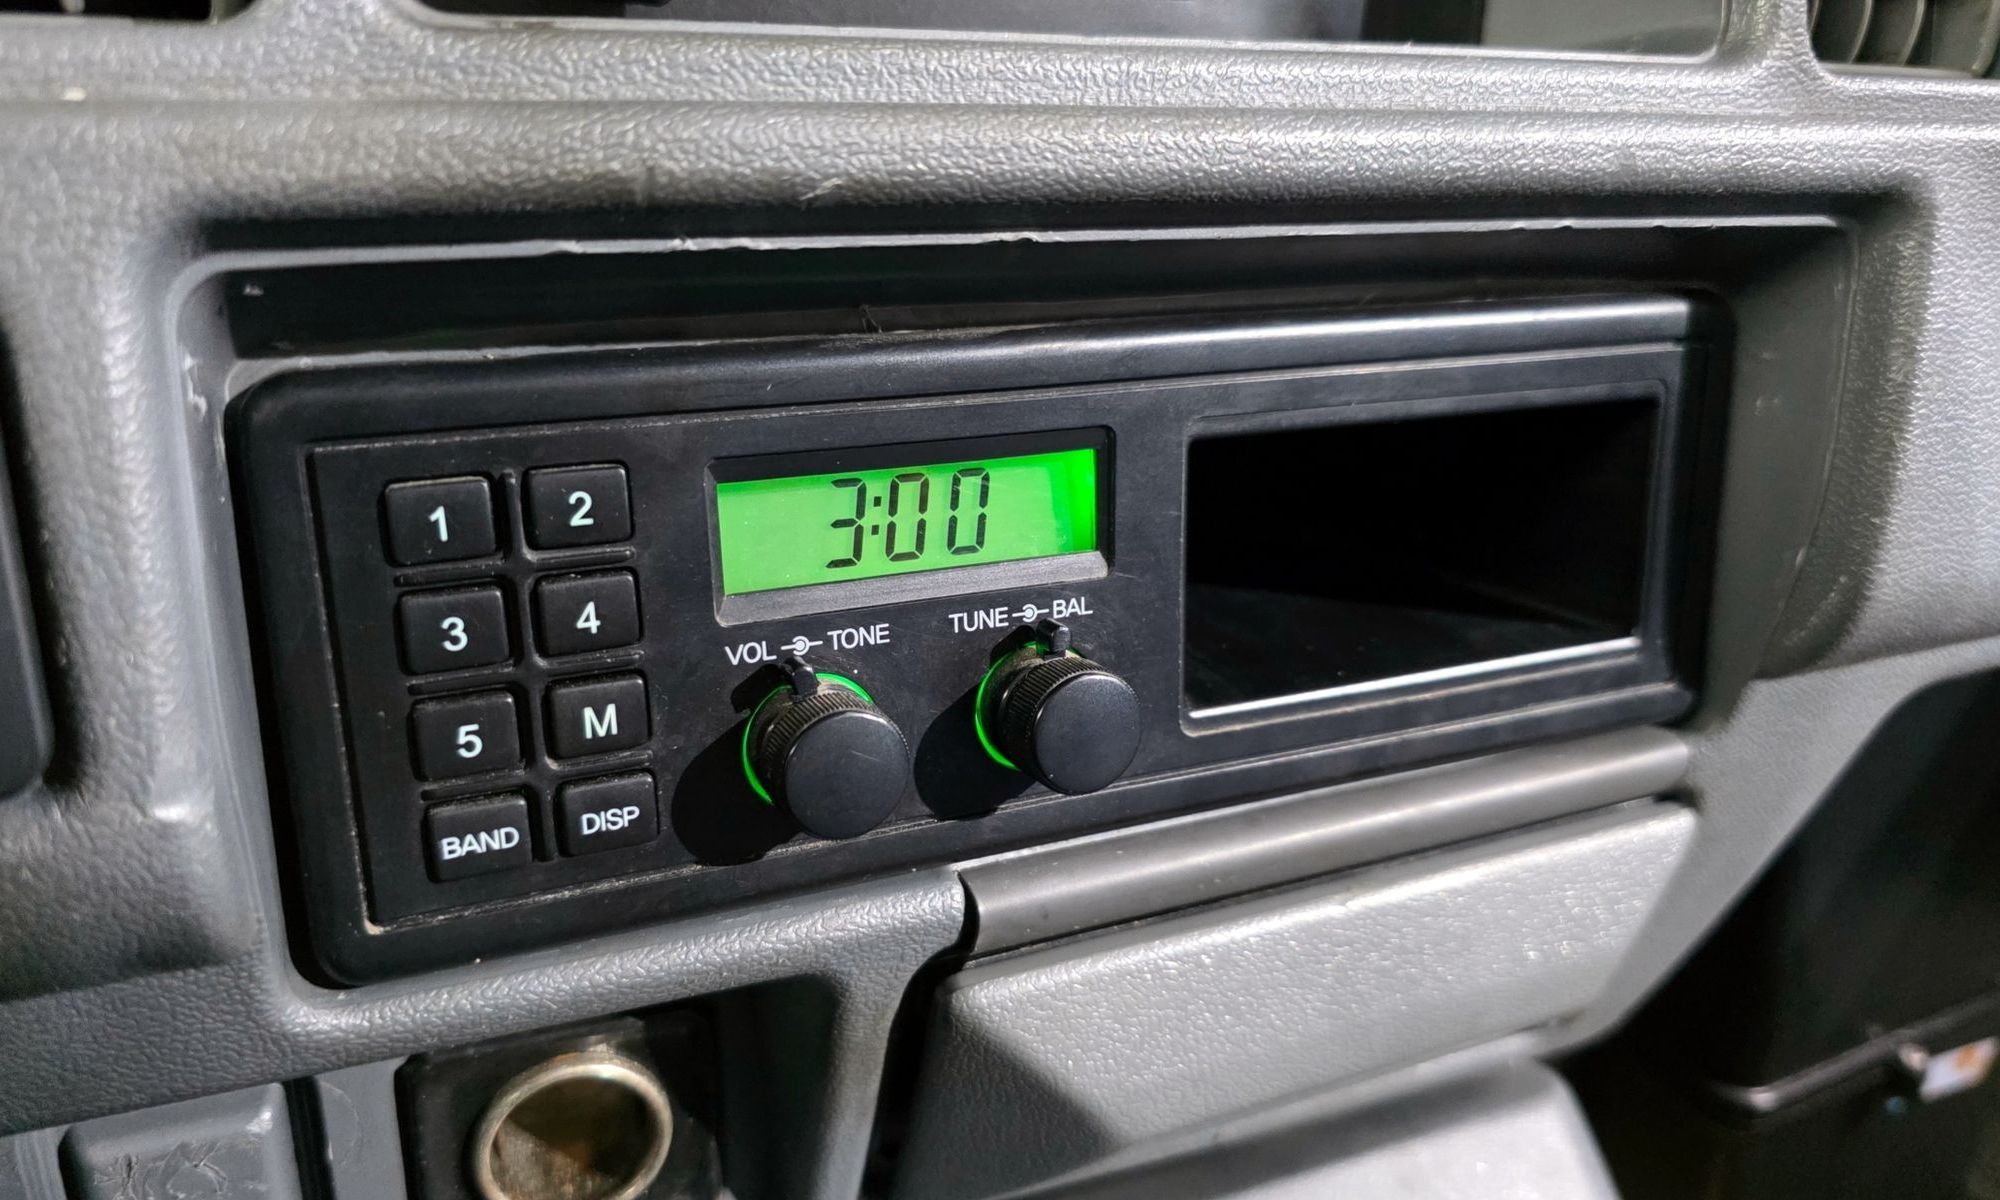 3:00
1 2
3 4
5 M
BAND DISP
VOL TONE
TUNE BAL